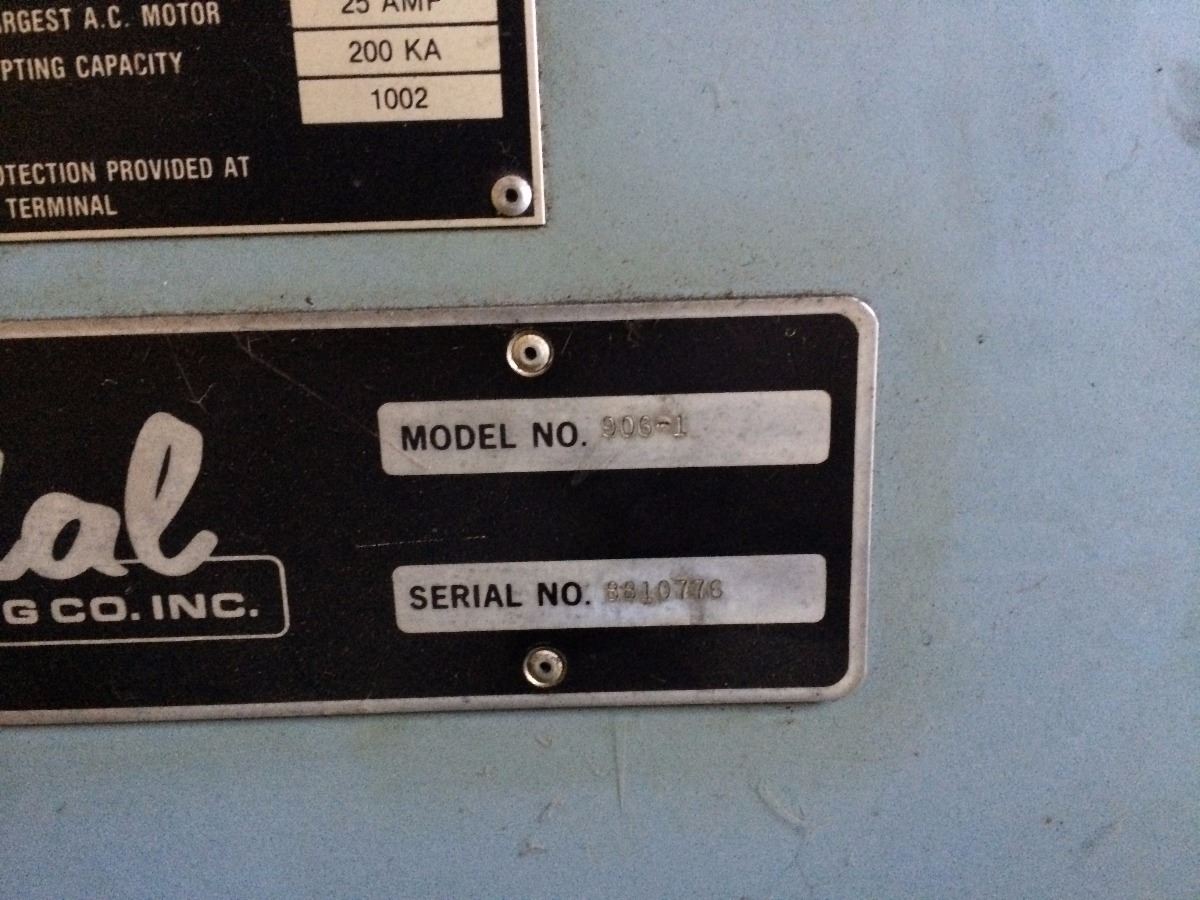 ARGEST A.C. MOTOR 25 AMP
PTING CAPACITY 200 KA
1002
OTECTION PROVIDED AT
TERMINAL
al
G CO. INC.
MODEL NO. 906-1
SERIAL NO.